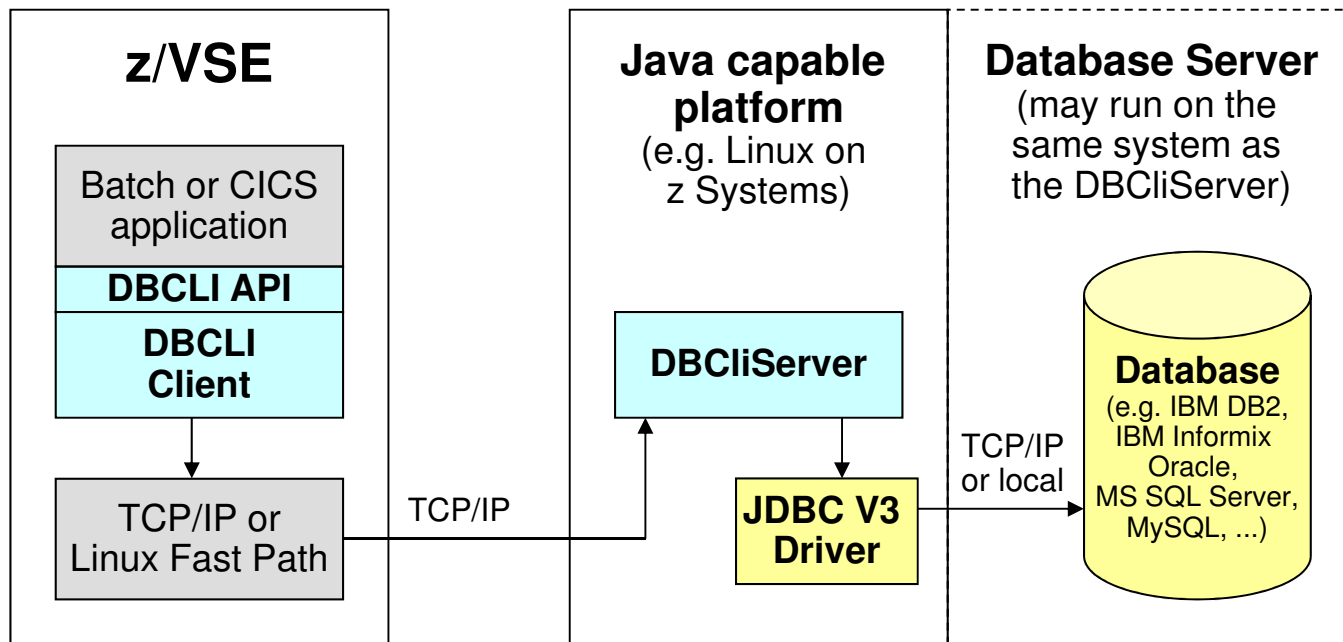 z/VSE
Batch or CICS
application
DBCLI API
DBCLI
Client
TCP/IP or
Linux Fast Path
TCP/IP
Java capable
platform
(e.g. Linux on
z Systems)
DBCliServer
JDBC V3
Driver
TCP/IP
or local
Database Server
(may run on the
same system as
the DBCliServer)
Database
(e.g. IBM DB2,
IBM Informix
Oracle,
MS SQL Server,
MySQL, ...)